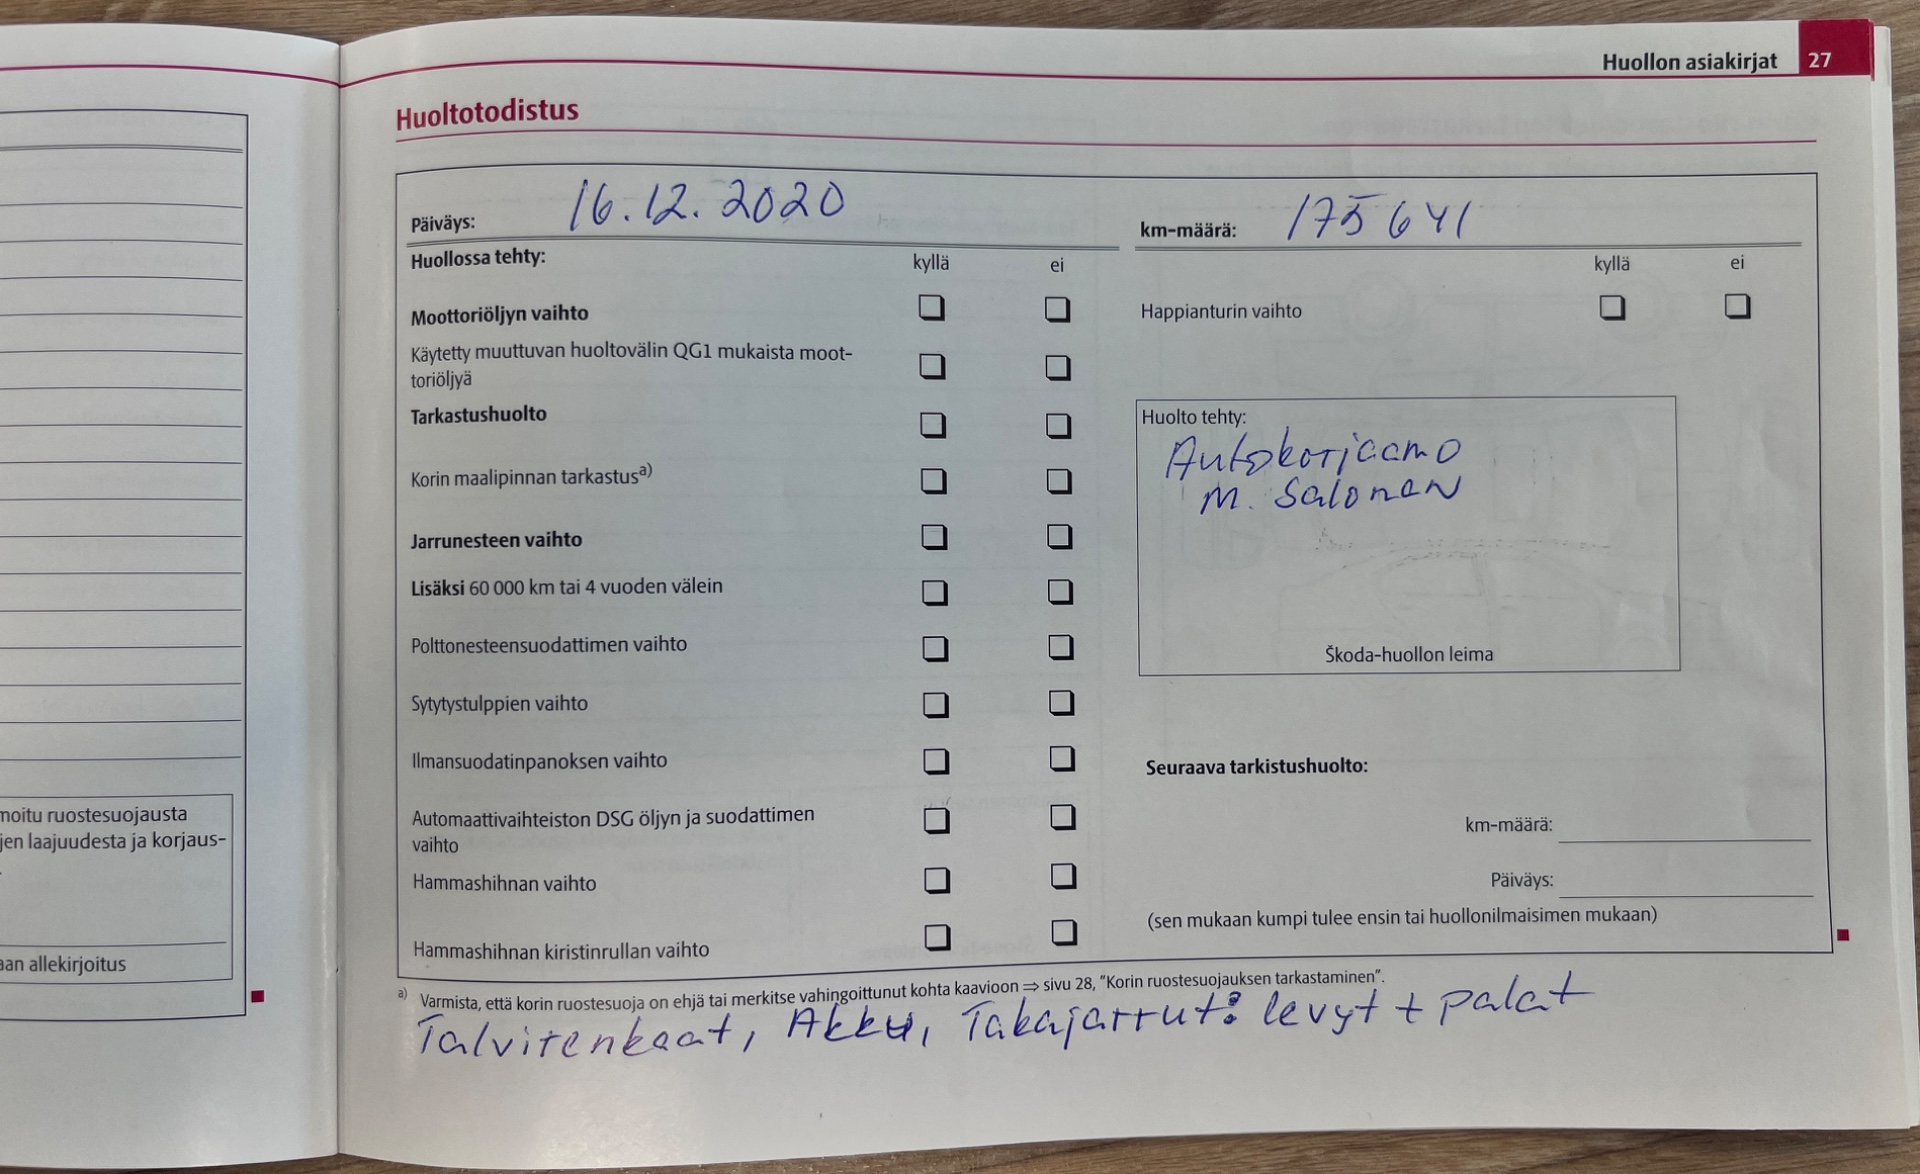 moitu ruostesuojausta
jen laajuudesta ja korjaus-
aan allekirjoitus
Huollon asiakirjat 27
Huoltotodistus
Päiväys: 16.12.2020
km-määrä: 175 641
Huollossa tehty: kyllä ei
kyllä ei
Moottoriöljyn vaihto
Happianturin vaihto
Käytetty muuttuvan huoltovälin QG1 mukaista moot-
toriöljyä
Tarkastushuolto
Korin maalipinnan tarkastusa)
Jarrunesteen vaihto
Lisäksi 60 000 km tai 4 vuoden välein
Polttonesteensuodattimen vaihto
Sytytystulppien vaihto
Ilmansuodatinpanoksen vaihto
Automaattivaihteiston DSG öljyn ja suodattimen
vaihto
Hammashihnan vaihto
Hammashihnan kiristinrullan vaihto
Huolto tehty:
Autokorjaamo
M. Salonen
Škoda-huollon leima
Seuraava tarkistushuolto:
km-määrä:
Päiväys:
(sen mukaan kumpi tulee ensin tai huollonilmaisimen mukaan)
a) Varmista, että korin ruostesuoja on ehjä tai merkitse vahingoittunut kohta kaavioon ⇒ sivu 28, "Korin ruostesuojauksen tarkastaminen".
Talvirenkaat, Akku, Takajarrut: levyt + palat